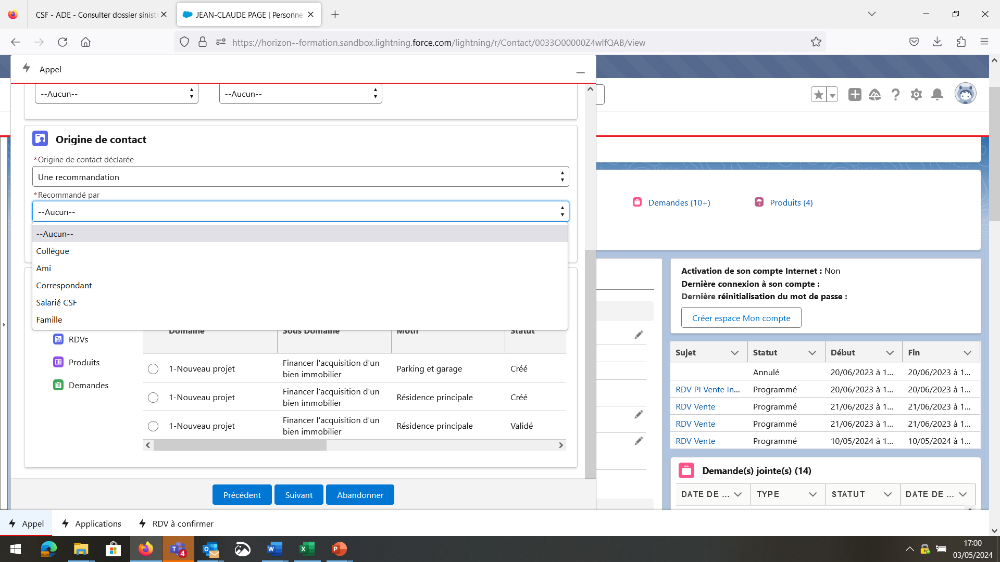 CSF - ADE - Consulter dossier sinistr
JEAN-CLAUDE PAGE | Personne
https://horizon--formation.sandbox.lightning.force.com/lightning/r/Contact/0033O00000Z4wlfQAB/view
Appel
--Aucun--
--Aucun--
Origine de contact
*Origine de contact déclarée
Une recommandation
*Recommandé par
--Aucun--
--Aucun--
Collègue
Ami
Correspondant
Salarié CSF
Famille
Domaine
Sous Domaine
Motif
Statut
RDVs
Produits
Demandes
1-Nouveau projet
Financer l'acquisition d'un
bien immobilier
Parking et garage
Créé
1-Nouveau projet
Financer l'acquisition d'un
bien immobilier
Résidence principale
Créé
1-Nouveau projet
Financer l'acquisition d'un
bien immobilier
Résidence principale
Validé
Précédent
Suivant
Abandonner
Demandes (10+)
Produits (4)
Activation de son compte Internet : Non
Dernière connexion à son compte :
Dernière réinitialisation du mot de passe :
Créer espace Mon compte
Sujet
Statut
Début
Fin
Annulé
20/06/2023 à 1...
20/06/2023 à 1...
RDV PI Vente In...
Programmé
20/06/2023 à 1...
20/06/2023 à 1...
RDV Vente
Programmé
21/06/2023 à 1...
21/06/2023 à 1...
RDV Vente
Programmé
21/06/2023 à 1...
21/06/2023 à 1...
RDV Vente
Programmé
10/05/2024 à 1...
10/05/2024 à 1...
Demande(s) jointe(s) (14)
DATE DE ...
TYPE
STATUT
DATE DE ...
Appel
Applications
RDV à confirmer
4
17:00
03/05/2024